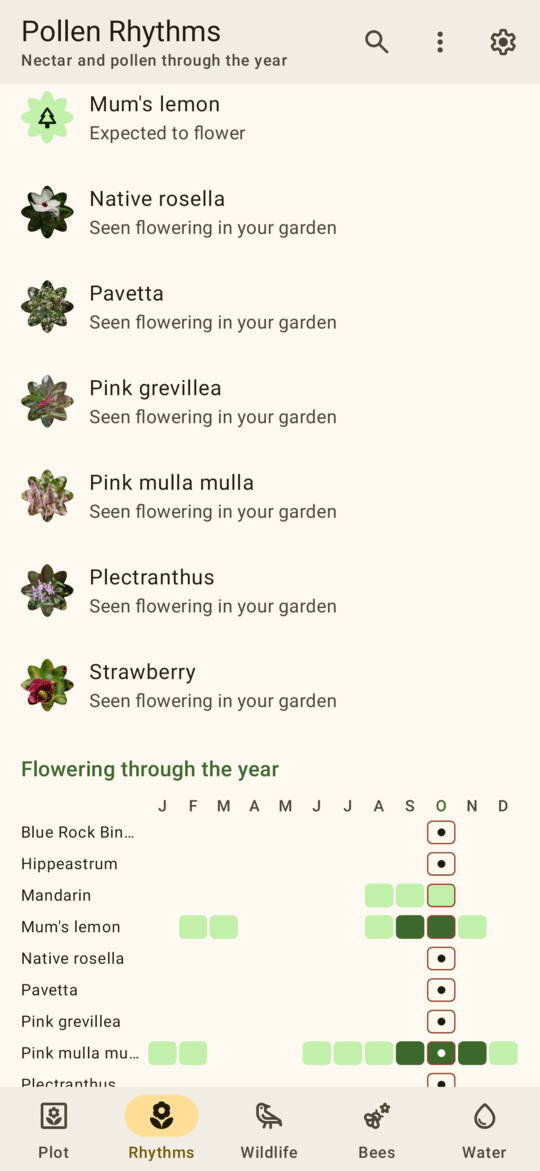 Pollen Rhythms
Nectar and pollen through the year
Mum's lemon
Expected to flower
Native rosella
Seen flowering in your garden
Pavetta
Seen flowering in your garden
Pink grevillea
Seen flowering in your garden
Pink mulla mulla
Seen flowering in your garden
Plectranthus
Seen flowering in your garden
Strawberry
Seen flowering in your garden
Flowering through the year
J F M A M J J A S O N D
Blue Rock Bin…
Hippeastrum
Mandarin
Mum's lemon
Native rosella
Pavetta
Pink grevillea
Pink mulla mu…
Plectranthus
Plot Rhythms Wildlife Bees Water